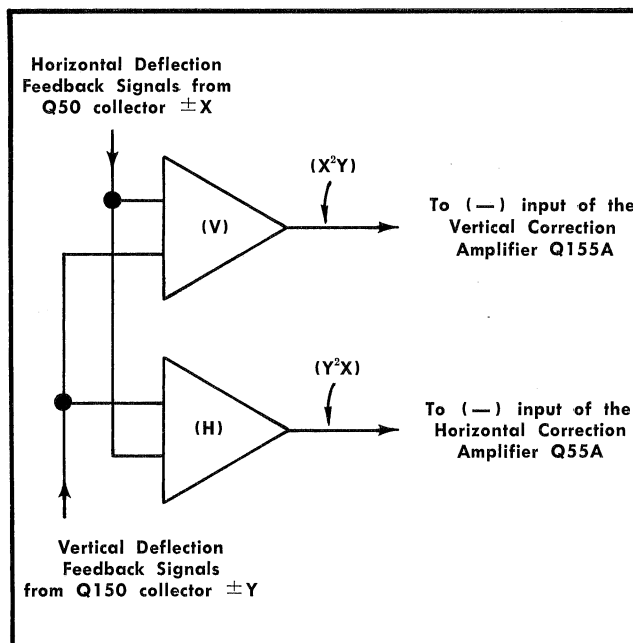 Horizontal Deflection
Feedback Signals from
Q50 collector ±X
(X²Y)
(V)
To (—) input of the
Vertical Correction
Amplifier Q155A
(Y²X)
(H)
To (—) input of the
Horizontal Correction
Amplifier Q55A
Vertical Deflection
Feedback Signals
from Q150 collector ±Y